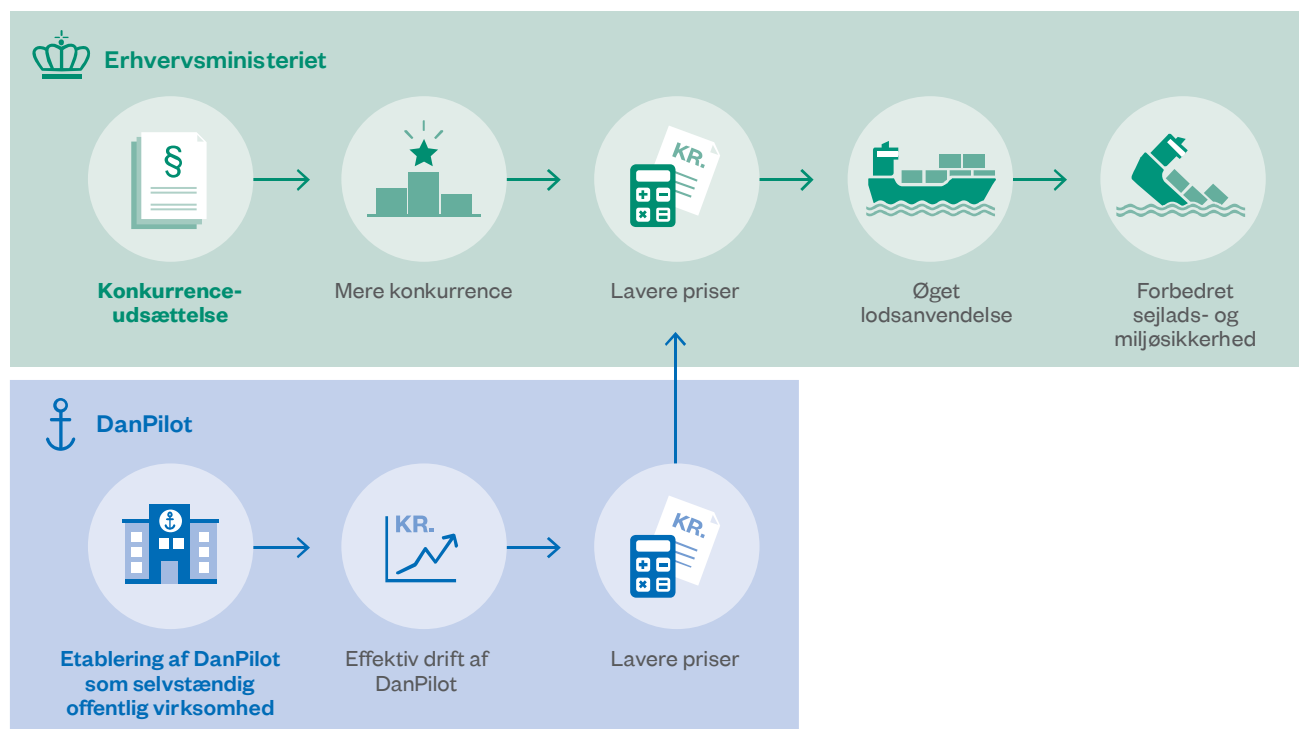 Erhvervsministeriet
§
KR.
Konkurrence-
udsættelse
Mere konkurrence
Lavere priser
Øget
lodsanvendelse
Forbedret
sejlads- og
miljøsikkerhed
DanPilot
KR.
KR.
Etablering af DanPilot
som selvstændig
offentlig virksomhed
Effektiv drift af
DanPilot
Lavere priser